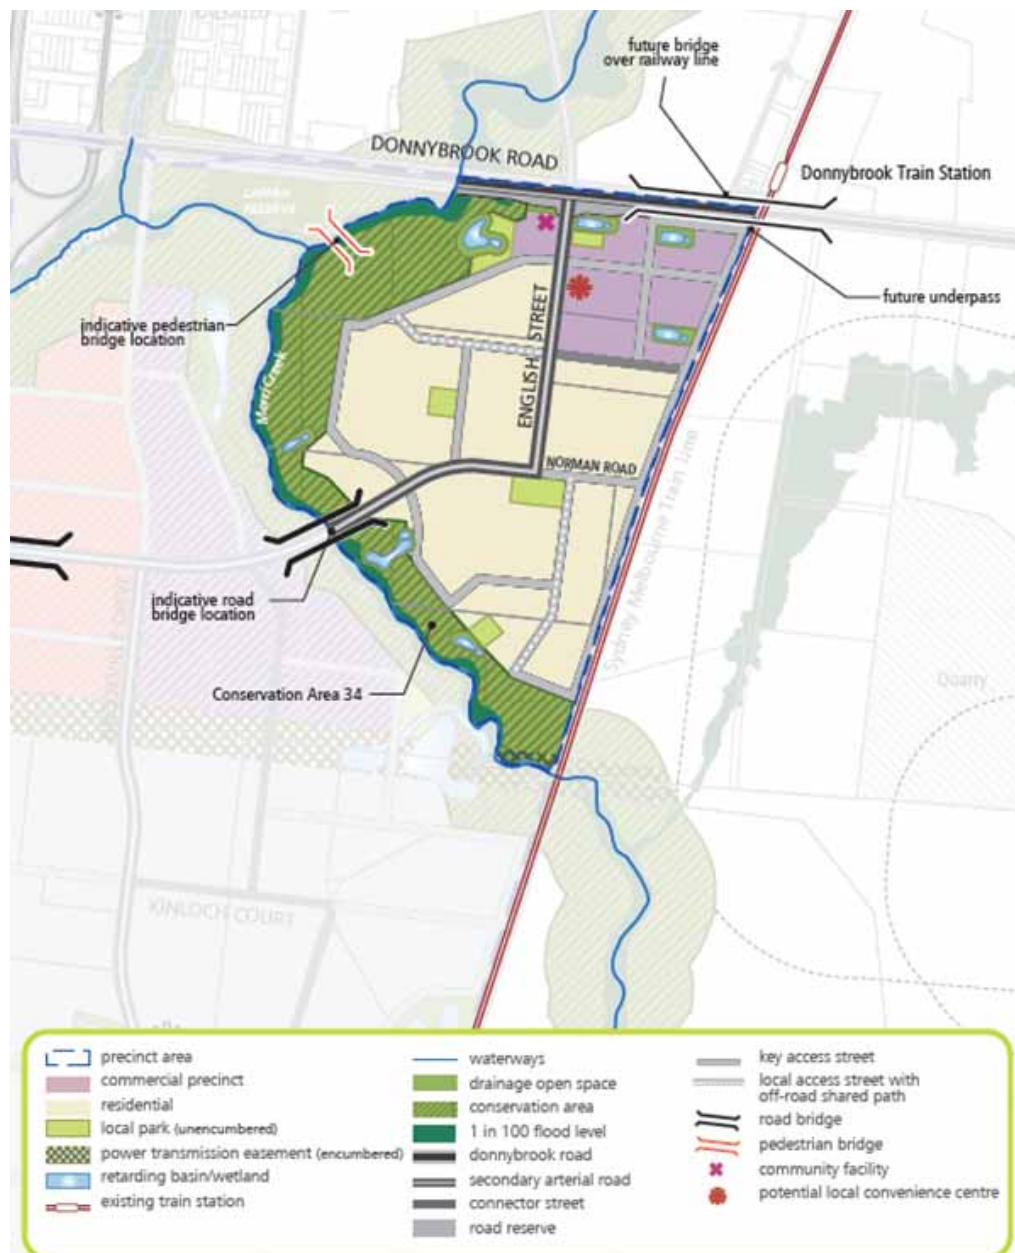 future bridge
over railway line
DONNYBROOK ROAD
Donnybrook Train Station
future underpass
indicative pedestrian
bridge location
Merri Creek
ENGLISH STREET
NORMAN ROAD
Sydney Melbourne Train Line
indicative road
bridge location
Conservation Area 34
Quarry
KINLOCH COURT
precinct area
commercial precinct
residential
local park (unencumbered)
power transmission easement (encumbered)
retarding basin/wetland
existing train station
waterways
drainage open space
conservation area
1 in 100 flood level
donnybrook road
secondary arterial road
connector street
road reserve
key access street
local access street with
off-road shared path
road bridge
pedestrian bridge
community facility
potential local convenience centre